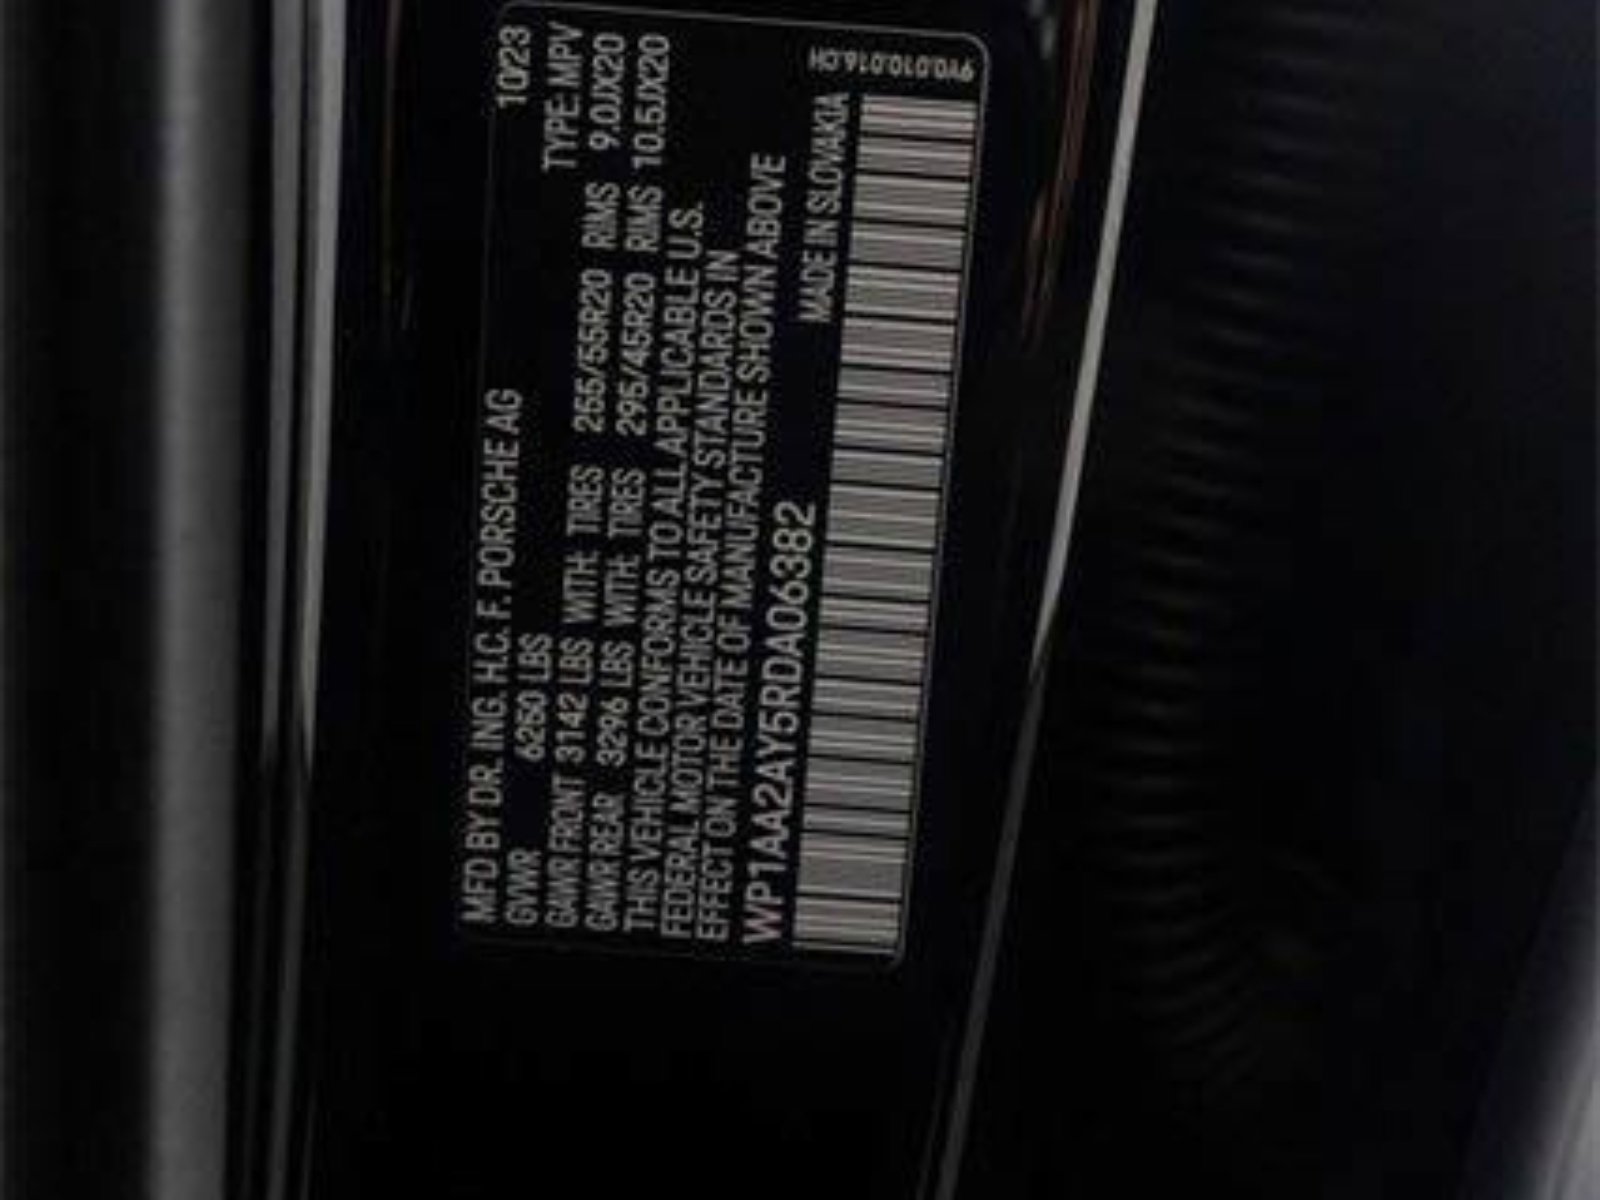 MFD BY DR. ING. H.C. F. PORSCHE AG 10/23
GVWR 6250 LBS TYPE: MPV
GAWR FRONT 3142 LBS WITH: TIRES 255/55R20 RIMS 9.0JX20
GAWR REAR 3296 LBS WITH: TIRES 295/45R20 RIMS 10.5JX20
THIS VEHICLE CONFORMS TO ALL APPLICABLE U.S.
FEDERAL MOTOR VEHICLE SAFETY STANDARDS IN
EFFECT ON THE DATE OF MANUFACTURE SHOWN ABOVE
WP1AA2AY5RDA06382 MADE IN SLOVAKIA
9Y0.010.016.CH